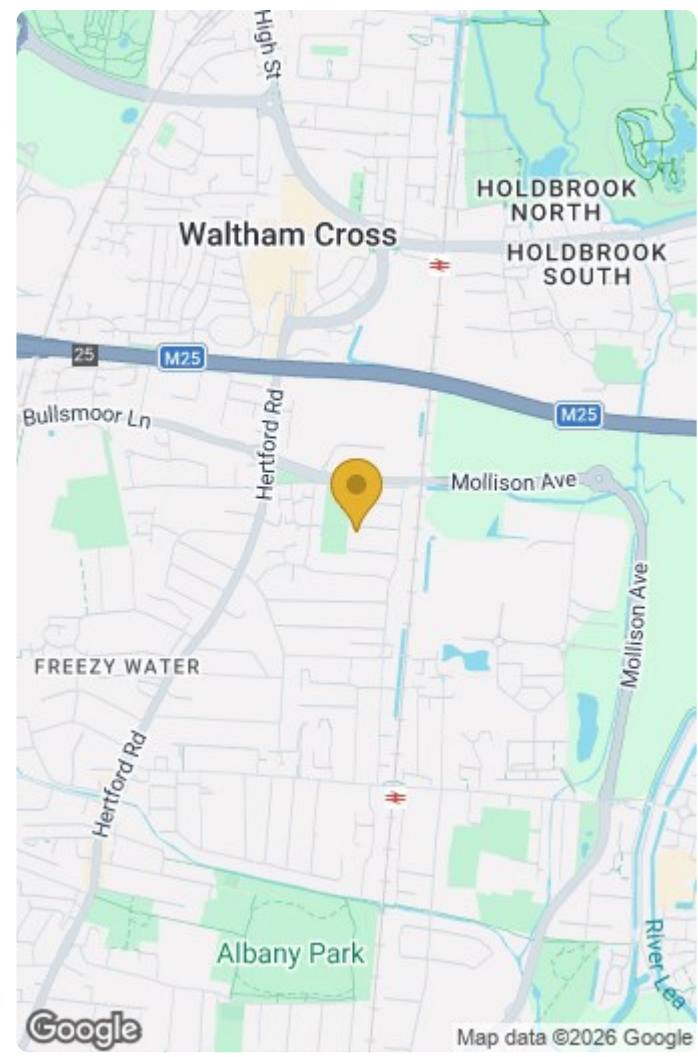 High St
HOLDBROOK
NORTH
Waltham Cross
HOLDBROOK
SOUTH
25
M25
M25
Bullsmoor Ln
Hertford Rd
Mollison Ave
Mollison Ave
FREEZY WATER
Hertford Rd
River Lea
Albany Park
Google
Map data ©2026 Google